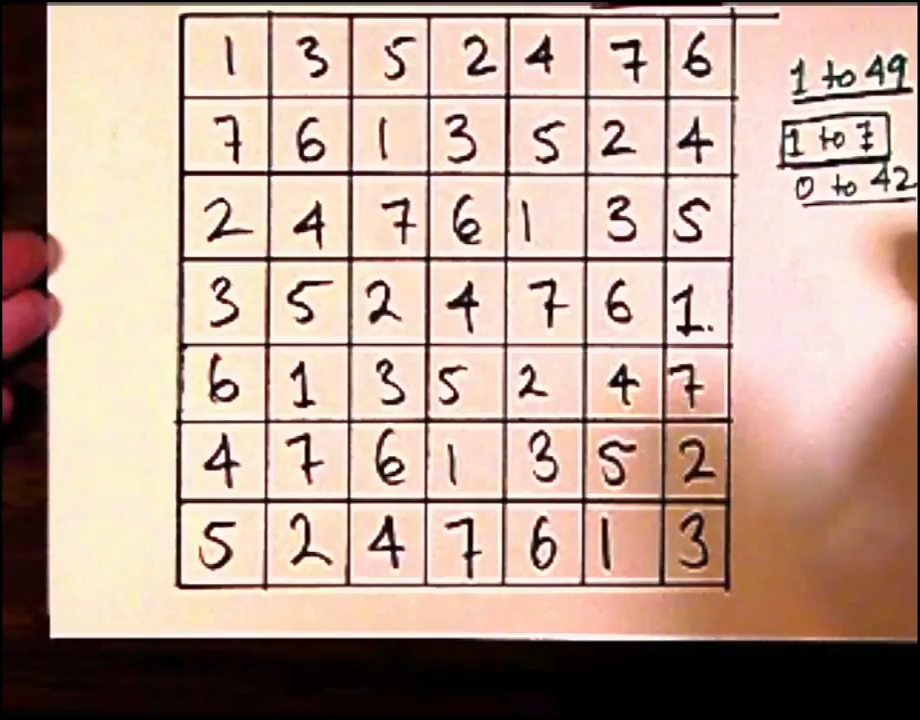 1 3 5 2 4 7 6
7 6 1 3 5 2 4
2 4 7 6 1 3 5
3 5 2 4 7 6 1.
6 1 3 5 2 4 7
4 7 6 1 3 5 2
5 2 4 7 6 1 3
1 to 49
1 to 7
0 to 42